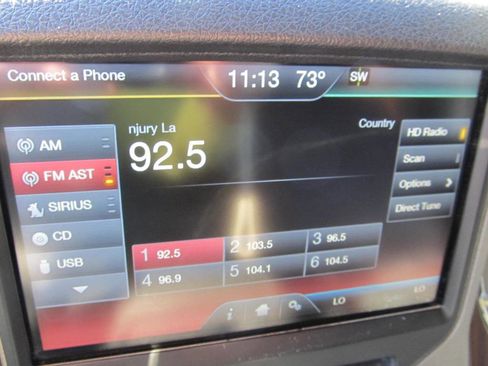 Connect a Phone
11:13 73° SW
njury La
Country
92.5
AM
FM AST
SIRIUS
CD
USB
HD Radio
Scan
Options
Direct Tune
1 92.5
2 103.5
3 96.5
4 96.9
5 104.1
6 104.5
LO
LO